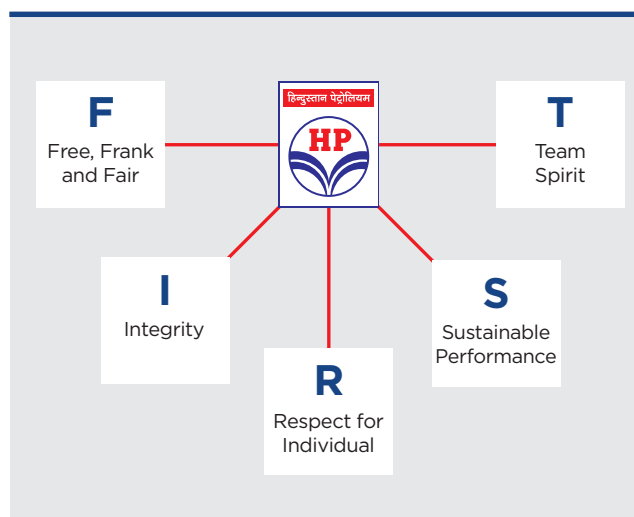 हिन्दुस्तान पेट्रोलियम
HP
F
Free, Frank
and Fair
I
Integrity
R
Respect for
Individual
S
Sustainable
Performance
T
Team
Spirit